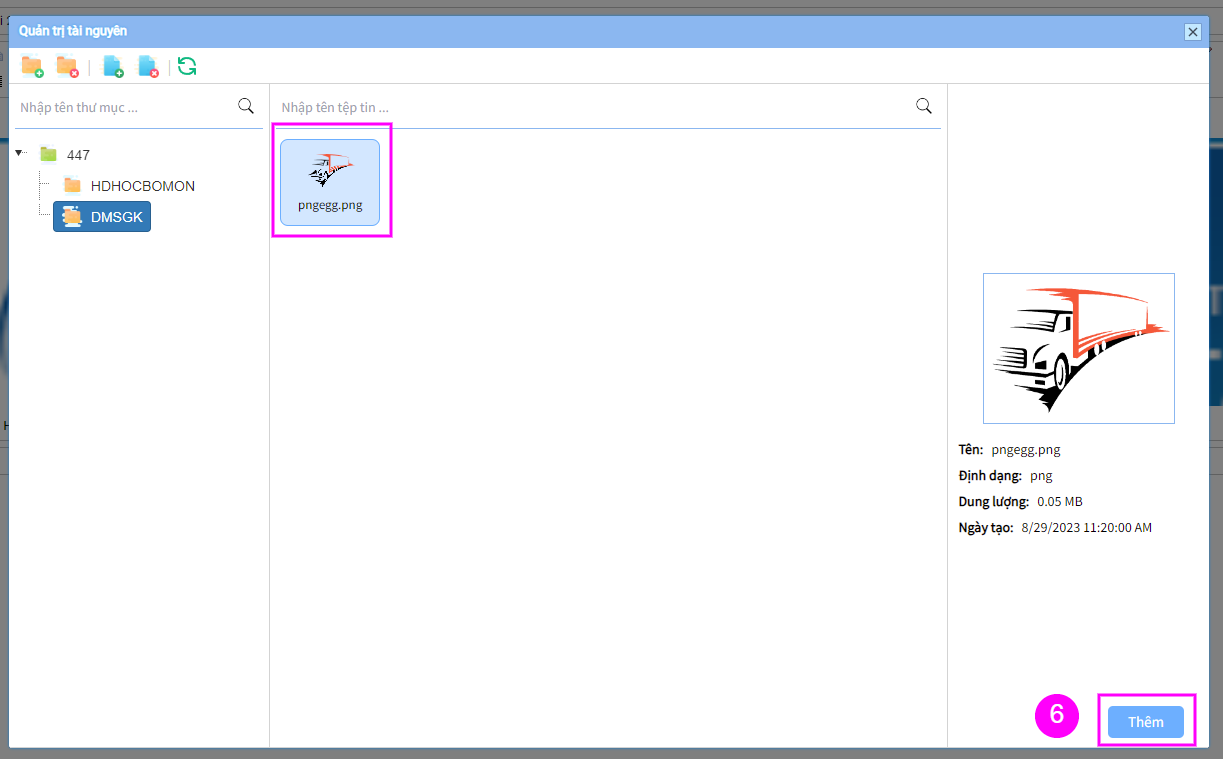 Quản trị tài nguyên
Nhập tên thư mục ...
Nhập tên tệp tin ...
447
HDHOCBOMON
DMSGK
pngegg.png
Tên: pngegg.png
Định dạng: png
Dung lượng: 0.05 MB
Ngày tạo: 8/29/2023 11:20:00 AM
6
Thêm